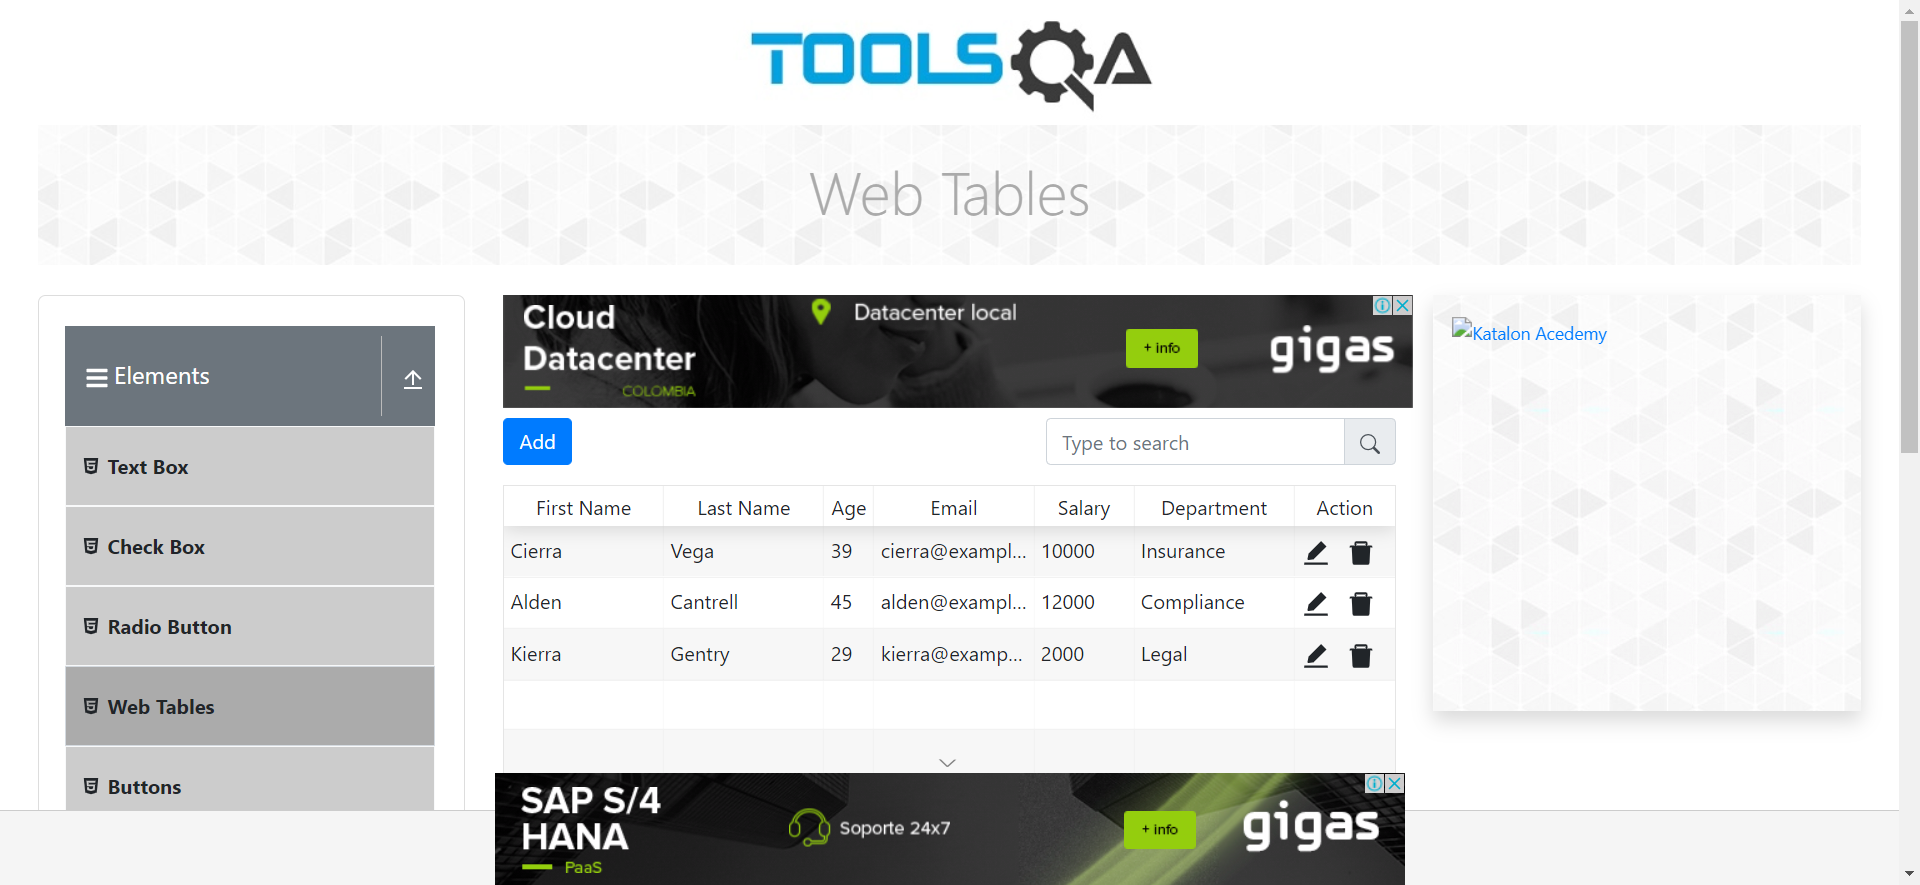 TOOLSQA
Web Tables
Elements
Text Box
Check Box
Radio Button
Web Tables
Buttons
Cloud
Datacenter
COLOMBIA
Datacenter local
+ info
gigas
Add
Type to search
First Name Last Name Age Email Salary Department Action
Cierra Vega 39 cierra@exampl... 10000 Insurance
Alden Cantrell 45 alden@exampl... 12000 Compliance
Kierra Gentry 29 kierra@examp... 2000 Legal
Katalon Acedemy
SAP S/4
HANA
PaaS
Soporte 24x7
+ info
gigas